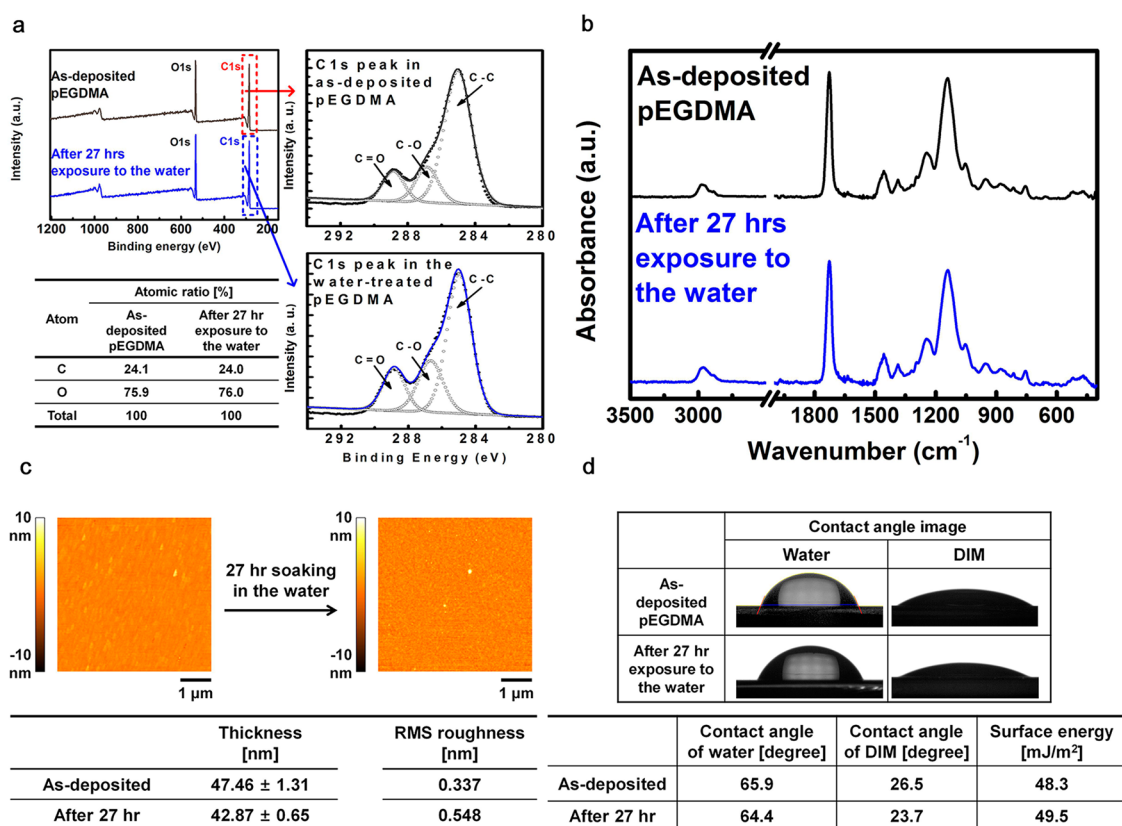 a
As-deposited
pEGDMA
O1s
C1s
After 27 hrs
exposure to the water
O1s
C1s
Intensity (a.u.)
1200 1000 800 600 400 200
Binding energy (eV)
C1s peak in
as-deposited
pEGDMA
C -C
C -O
C = O
Intensity (a. u.)
292 288 284 280
C1s peak in the
water-treated
pEGDMA
C -C
C -O
C = O
Intensity (a. u.)
292 288 284 280
Binding Energy (eV)
Atom
Atomic ratio [%]
As-
deposited
pEGDMA
After 27 hr
exposure to
the water
C 24.1 24.0
O 75.9 76.0
Total 100 100
b
As-deposited
pEGDMA
After 27 hrs
exposure to
the water
Absorbance (a.u.)
3500 3000 1800 1500 1200 900 600
Wavenumber (cm-1)
c
10
nm
-10
nm
1 µm
27 hr soaking
in the water
10
nm
-10
nm
1 µm
Thickness
[nm]
RMS roughness
[nm]
As-deposited 47.46 ± 1.31 0.337
After 27 hr 42.87 ± 0.65 0.548
d
Contact angle image
Water DIM
As-
deposited
pEGDMA
After 27 hr
exposure to
the water
Contact angle
of water [degree]
Contact angle
of DIM [degree]
Surface energy
[mJ/m²]
As-deposited 65.9 26.5 48.3
After 27 hr 64.4 23.7 49.5